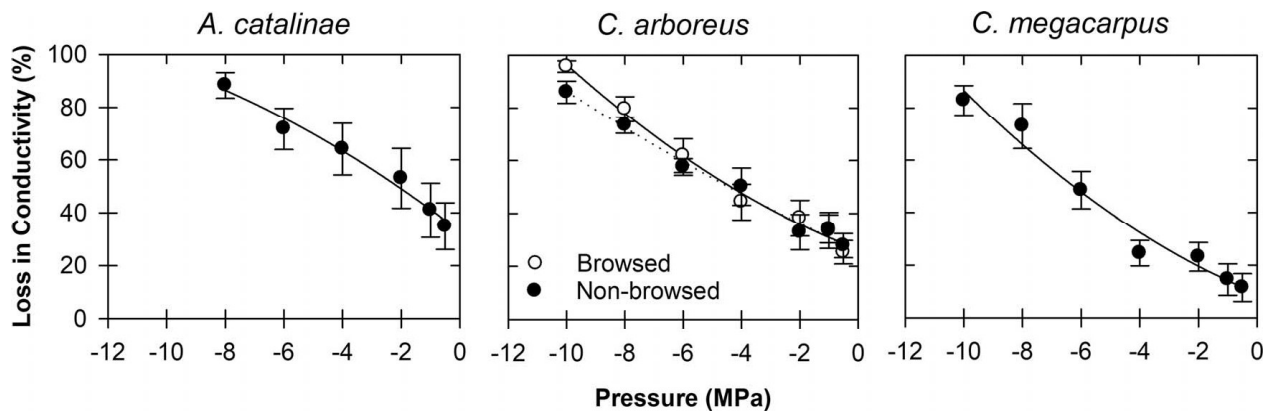 A. catalinae
C. arboreus
C. megacarpus
Loss in Conductivity (%)
100
80
60
40
20
0
Browsed
Non-browsed
-12 -10 -8 -6 -4 -2 0
-12 -10 -8 -6 -4 -2 0
-12 -10 -8 -6 -4 -2 0
Pressure (MPa)